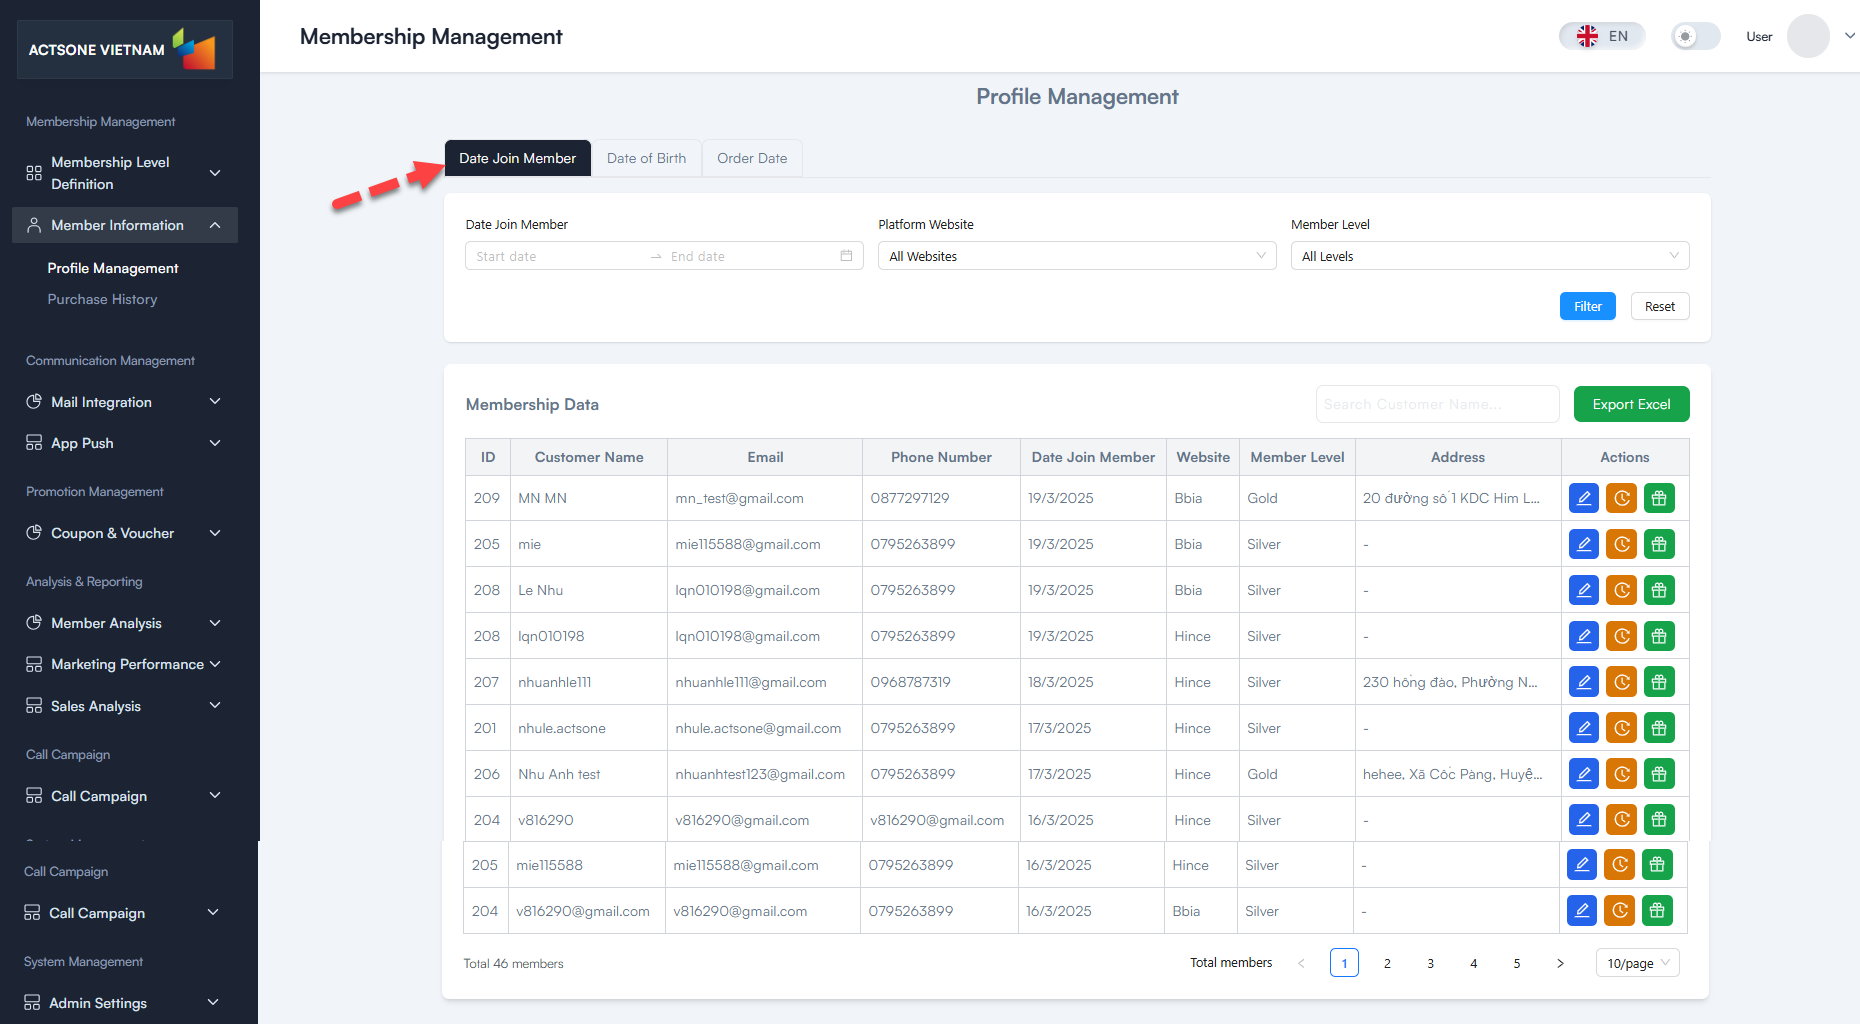 ACTSONE VIETNAM
Membership Management
EN
User
Membership Management
Membership Level
Definition
Member Information
Profile Management
Purchase History
Communication Management
Mail Integration
App Push
Promotion Management
Coupon & Voucher
Analysis & Reporting
Member Analysis
Marketing Performance
Sales Analysis
Call Campaign
Call Campaign
Call Campaign
Call Campaign
System Management
Admin Settings
Profile Management
Date Join Member Date of Birth Order Date
Date Join Member Platform Website Member Level
Start date → End date All Websites All Levels
Filter Reset
Membership Data Search Customer Name... Export Excel
ID Customer Name Email Phone Number Date Join Member Website Member Level Address Actions
209 MN MN mn_test@gmail.com 0877297129 19/3/2025 Bbia Gold 20 đường số 1 KDC Him L...
205 mie mie115588@gmail.com 0795263899 19/3/2025 Bbia Silver -
208 Le Nhu lqn010198@gmail.com 0795263899 19/3/2025 Bbia Silver -
208 lqn010198 lqn010198@gmail.com 0795263899 19/3/2025 Hince Silver -
207 nhuanhle111 nhuanhle111@gmail.com 0968787319 18/3/2025 Hince Silver 230 hồng đào, Phường N...
201 nhule.actsone nhule.actsone@gmail.com 0795263899 17/3/2025 Hince Silver -
206 Nhu Anh test nhuanhtest123@gmail.com 0795263899 17/3/2025 Hince Gold hehee, Xã Cốc Pàng, Huyệ...
204 v816290 v816290@gmail.com v816290@gmail.com 16/3/2025 Hince Silver -
205 mie115588 mie115588@gmail.com 0795263899 16/3/2025 Hince Silver -
204 v816290@gmail.com v816290@gmail.com 0795263899 16/3/2025 Bbia Silver -
Total 46 members Total members < 1 2 3 4 5 > 10/page